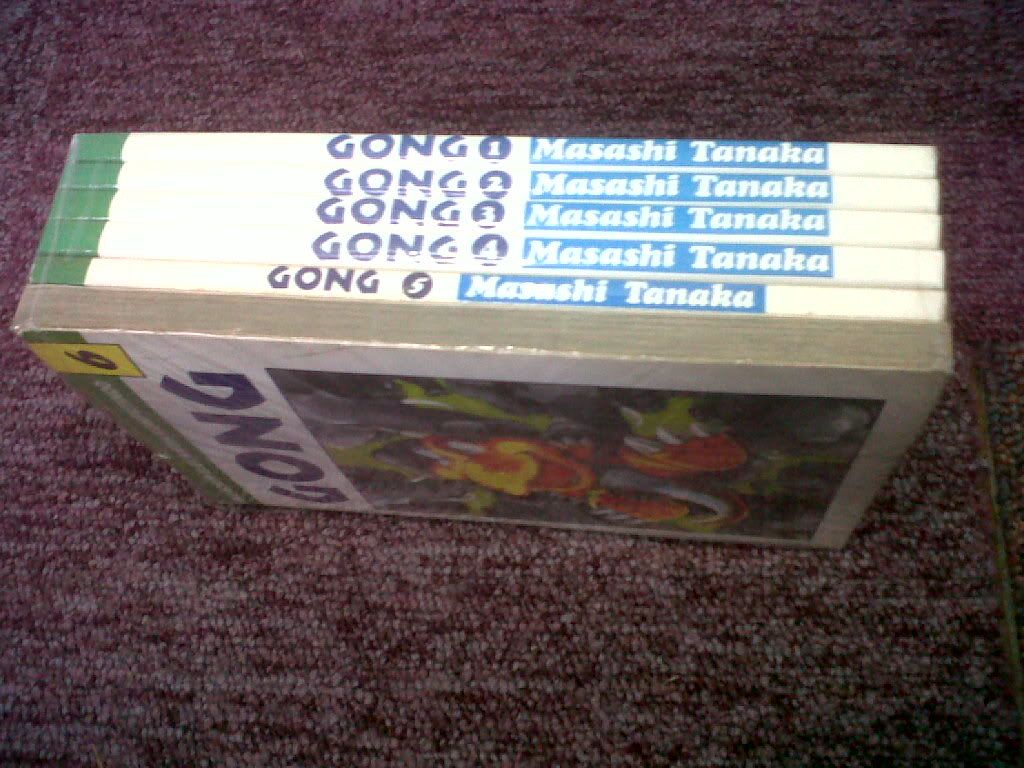 GONG 1 Masashi Tanaka
GONG 2 Masashi Tanaka
GONG 3 Masashi Tanaka
GONG 4 Masashi Tanaka
GONG 5 Masashi Tanaka
6
GONG